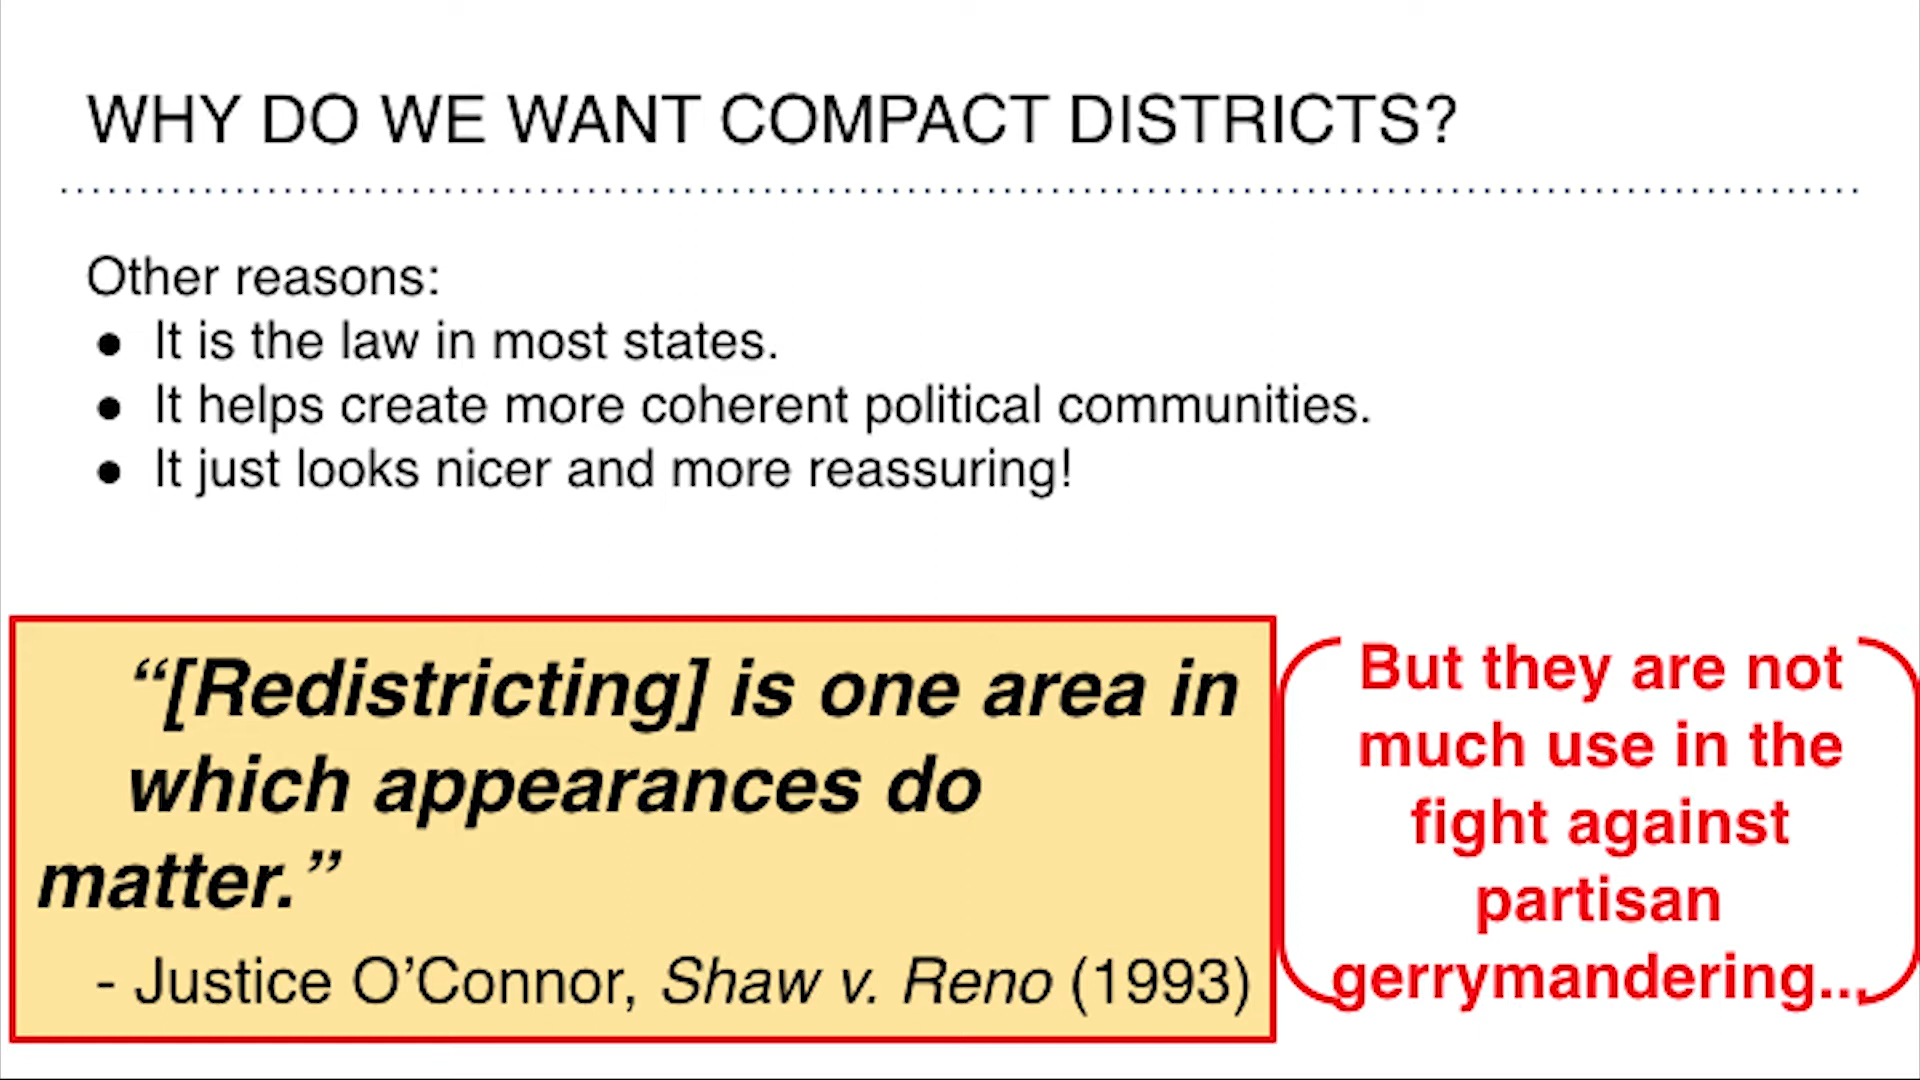 WHY DO WE WANT COMPACT DISTRICTS?
Other reasons:
● It is the law in most states.
● It helps create more coherent political communities.
● It just looks nicer and more reassuring!
“[Redistricting] is one area in
which appearances do
matter.”
- Justice O’Connor, Shaw v. Reno (1993)
But they are not
much use in the
fight against
partisan
gerrymandering...